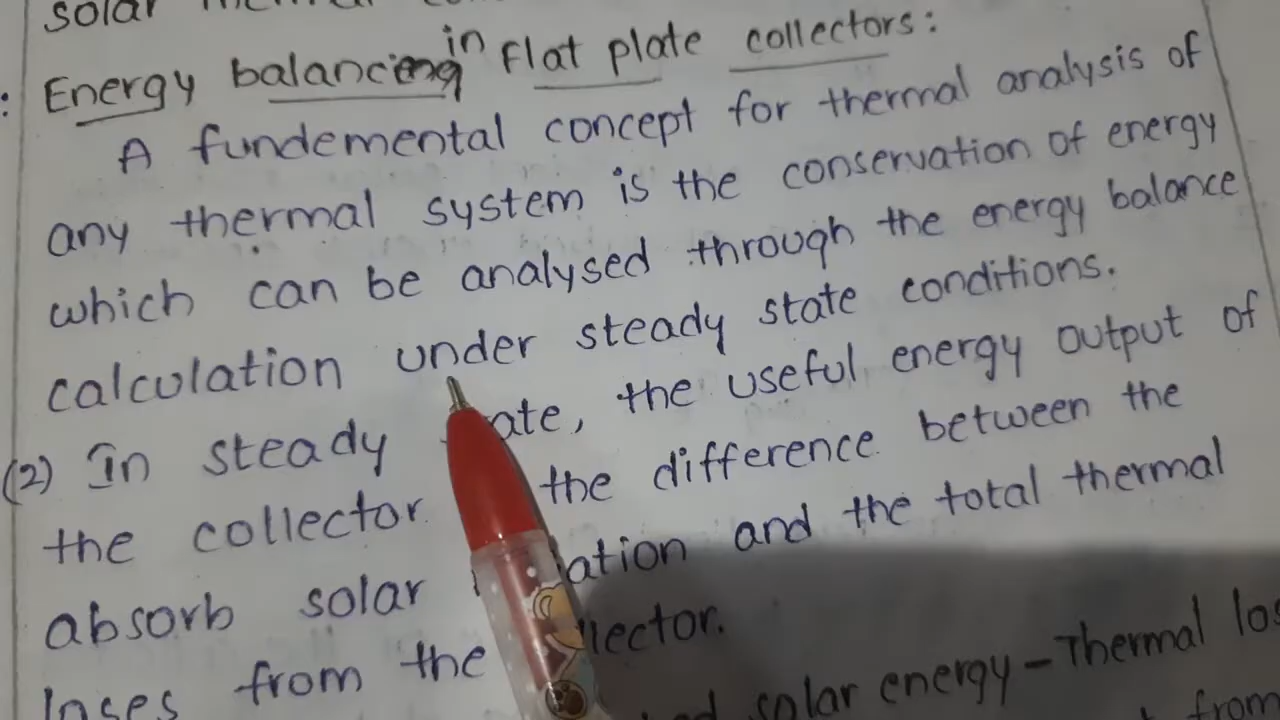 solar
Energy balancing in Flat plate collectors:
A fundemental concept for thermal analysis of
any thermal system is the conservation of energy
which can be analysed through the energy balance
calculation under steady state conditions.
(2) In steady ate, the useful energy output of
the collector the difference between the
absorb solar ation and the total thermal
loses from the llector.
solar energy - Thermal los
from